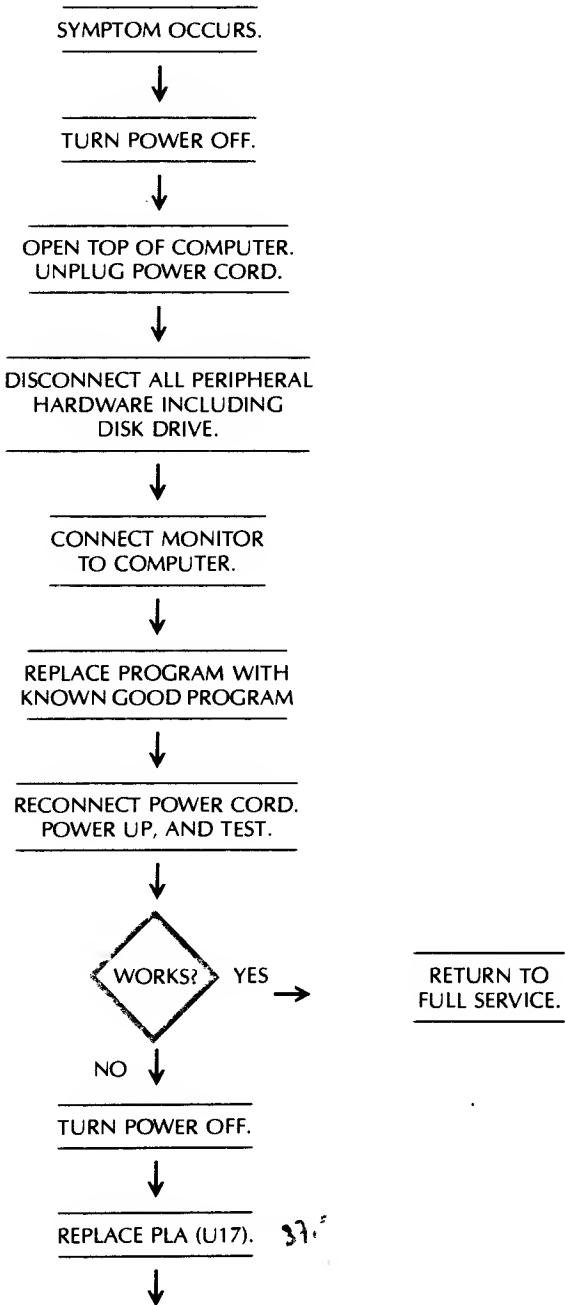 SYMPTOM OCCURS.
TURN POWER OFF.
OPEN TOP OF COMPUTER.
UNPLUG POWER CORD.
DISCONNECT ALL PERIPHERAL
HARDWARE INCLUDING
DISK DRIVE.
CONNECT MONITOR
TO COMPUTER.
REPLACE PROGRAM WITH
KNOWN GOOD PROGRAM
RECONNECT POWER CORD.
POWER UP, AND TEST.
WORKS? YES
RETURN TO
FULL SERVICE.
NO
TURN POWER OFF.
REPLACE PLA (U17).